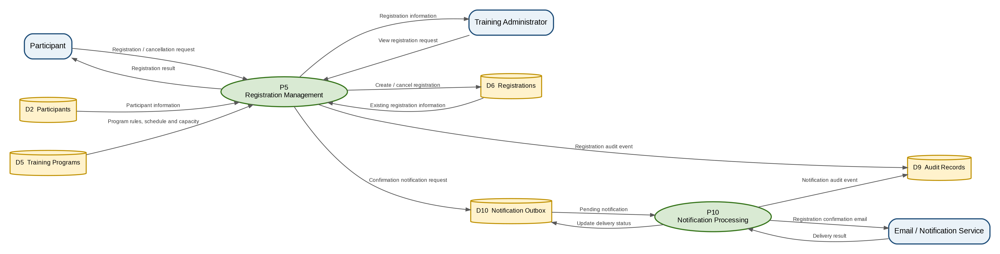 Registration information
Training Administrator
View registration request
Participant
Registration / cancellation request
Registration result
P5
Registration Management
Create / cancel registration
D6  Registrations
Existing registration information
D2  Participants
Participant information
Program rules, schedule and capacity
D5  Training Programs
Registration audit event
D9  Audit Records
Confirmation notification request
Notification audit event
D10  Notification Outbox
Pending notification
Update delivery status
P10
Notification Processing
Registration confirmation email
Delivery result
Email / Notification Service